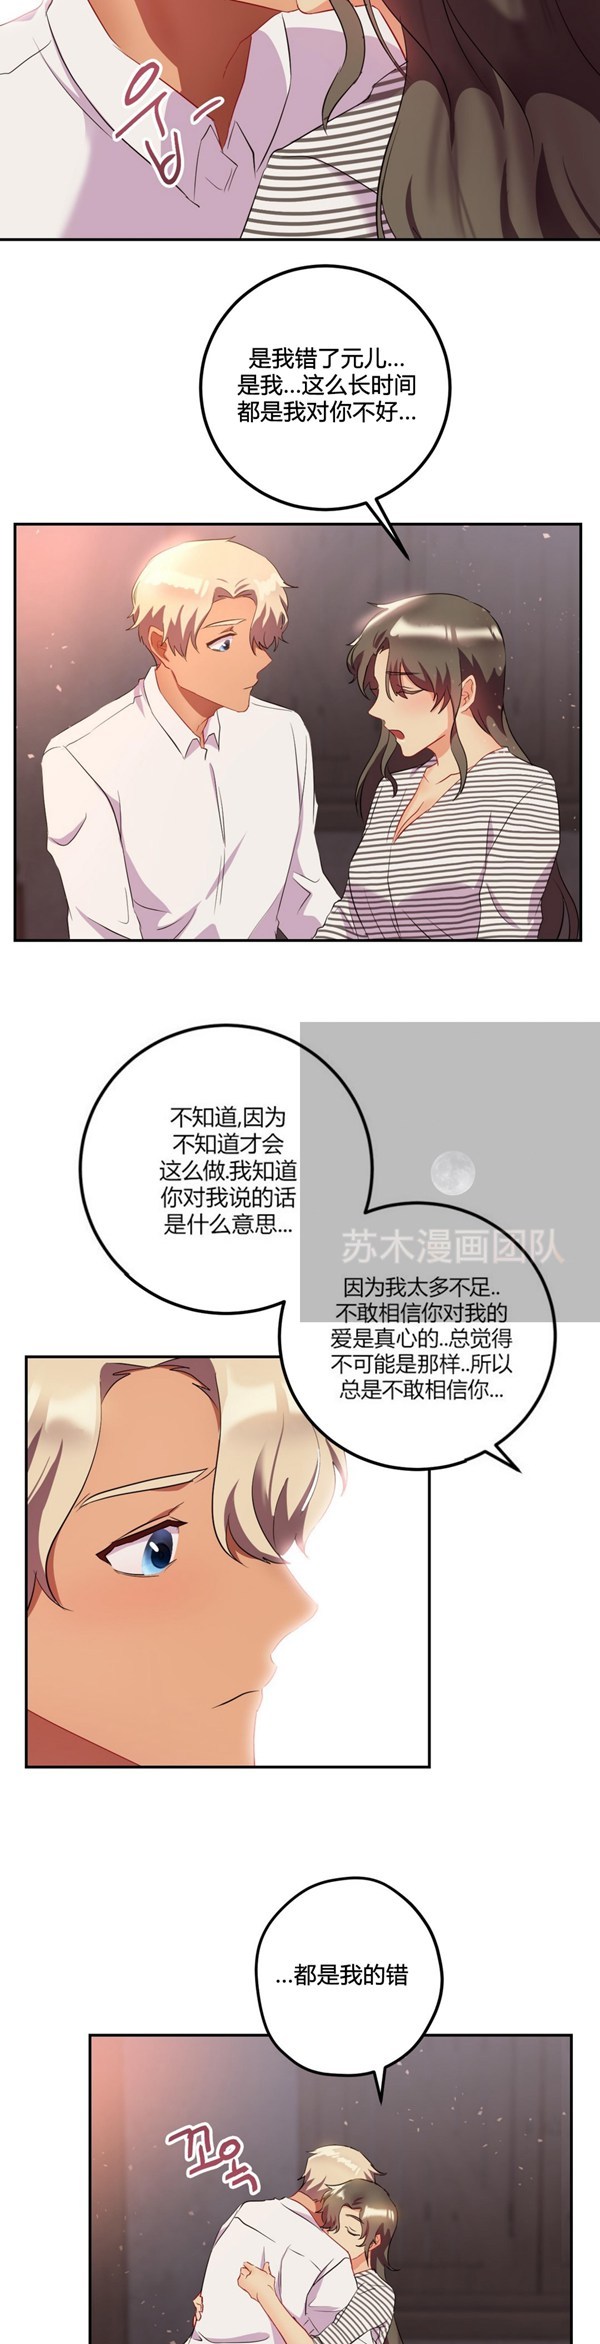 움-
是我错了元儿...
是我...这么长时间
都是我对你不好...
不知道,因为
不知道才会
这么做.我知道
你对我说的话
是什么意思...
苏木漫画团队
因为我太多不足..
不敢相信你对我的
爱是真心的..总觉得
不可能是那样..所以
总是不敢相信你...
...都是我的错
꼬옥